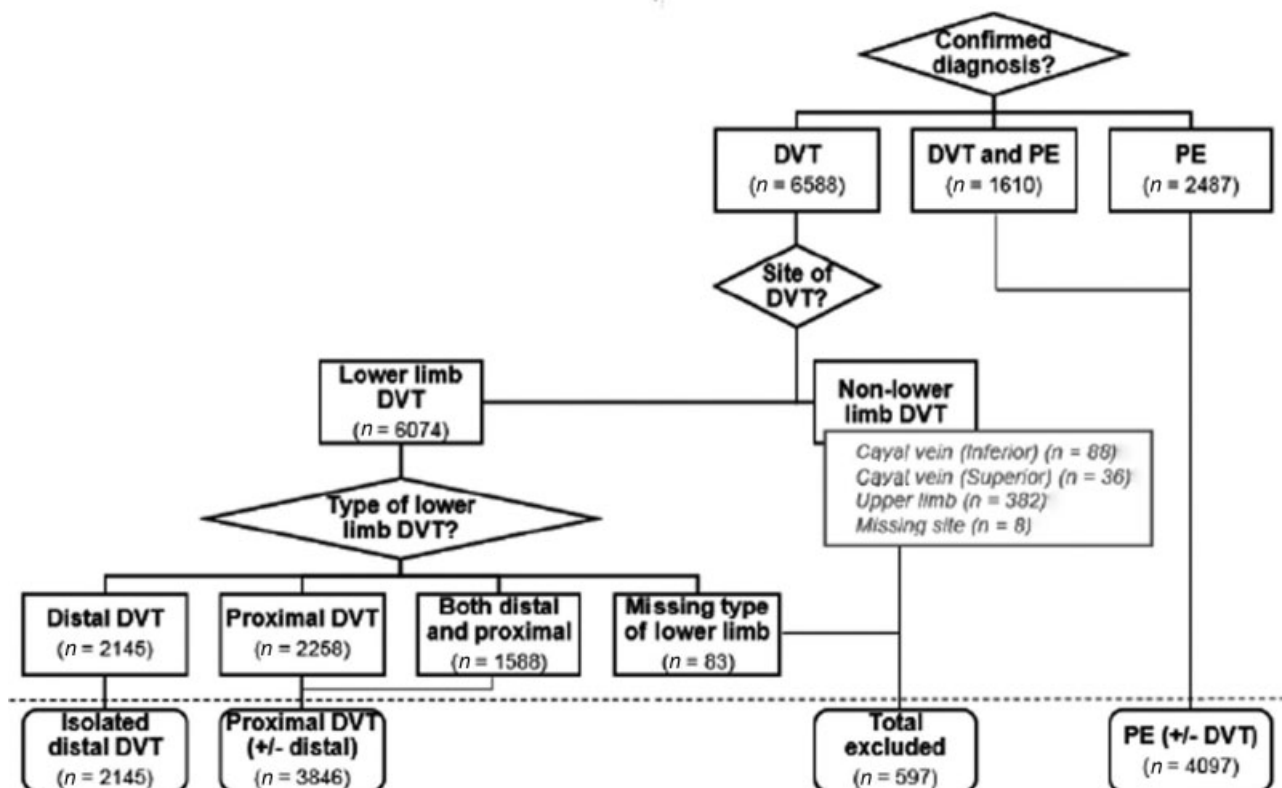 Confirmed
diagnosis?
DVT
(n = 6588)
DVT and PE
(n = 1610)
PE
(n = 2487)
Site of
DVT?
Lower limb
DVT
(n = 6074)
Non-lower
limb DVT
Cayal vein (Inferior) (n = 88)
Cayal vein (Superior) (n = 36)
Upper limb (n = 382)
Missing site (n = 8)
Type of lower
limb DVT?
Distal DVT
(n = 2145)
Proximal DVT
(n = 2258)
Both distal
and proximal
(n = 1588)
Missing type
of lower limb
(n = 83)
Isolated
distal DVT
(n = 2145)
Proximal DVT
(+/- distal)
(n = 3846)
Total
excluded
(n = 597)
PE (+/- DVT)
(n = 4097)